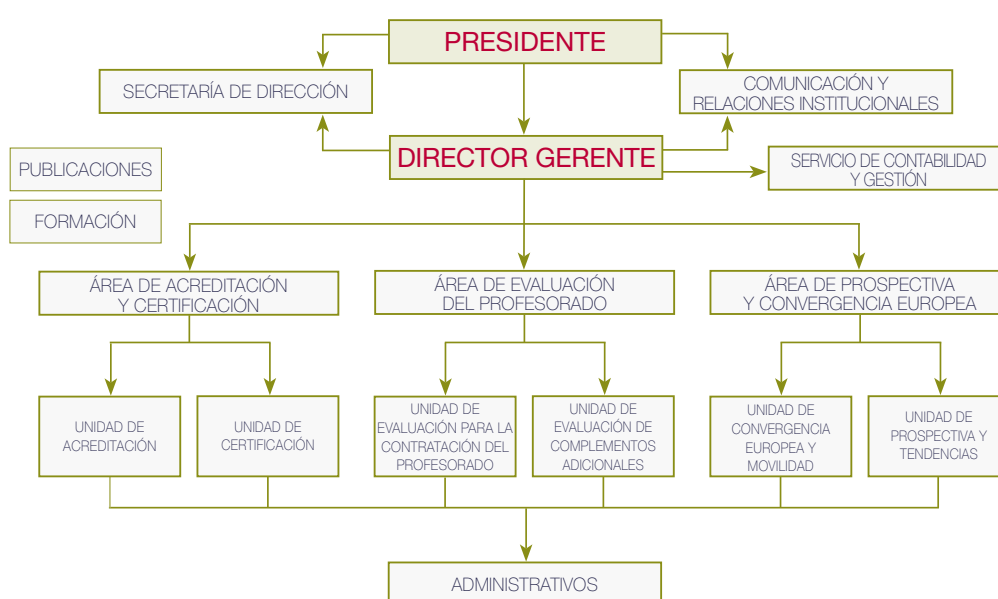 PRESIDENTE
SECRETARÍA DE DIRECCIÓN
COMUNICACIÓN Y
RELACIONES INSTITUCIONALES
DIRECTOR GERENTE
SERVICIO DE CONTABILIDAD
Y GESTIÓN
PUBLICACIONES
FORMACIÓN
ÁREA DE ACREDITACIÓN
Y CERTIFICACIÓN
ÁREA DE EVALUACIÓN
DEL PROFESORADO
ÁREA DE PROSPECTIVA
Y CONVERGENCIA EUROPEA
UNIDAD DE
ACREDITACIÓN
UNIDAD DE
CERTIFICACIÓN
UNIDAD DE
EVALUACIÓN PARA LA
CONTRATACIÓN DEL
PROFESORADO
UNIDAD DE
EVALUACIÓN DE
COMPLEMENTOS
ADICIONALES
UNIDAD DE
CONVERGENCIA
EUROPEA Y
MOVILIDAD
UNIDAD DE
PROSPECTIVA Y
TENDENCIAS
ADMINISTRATIVOS